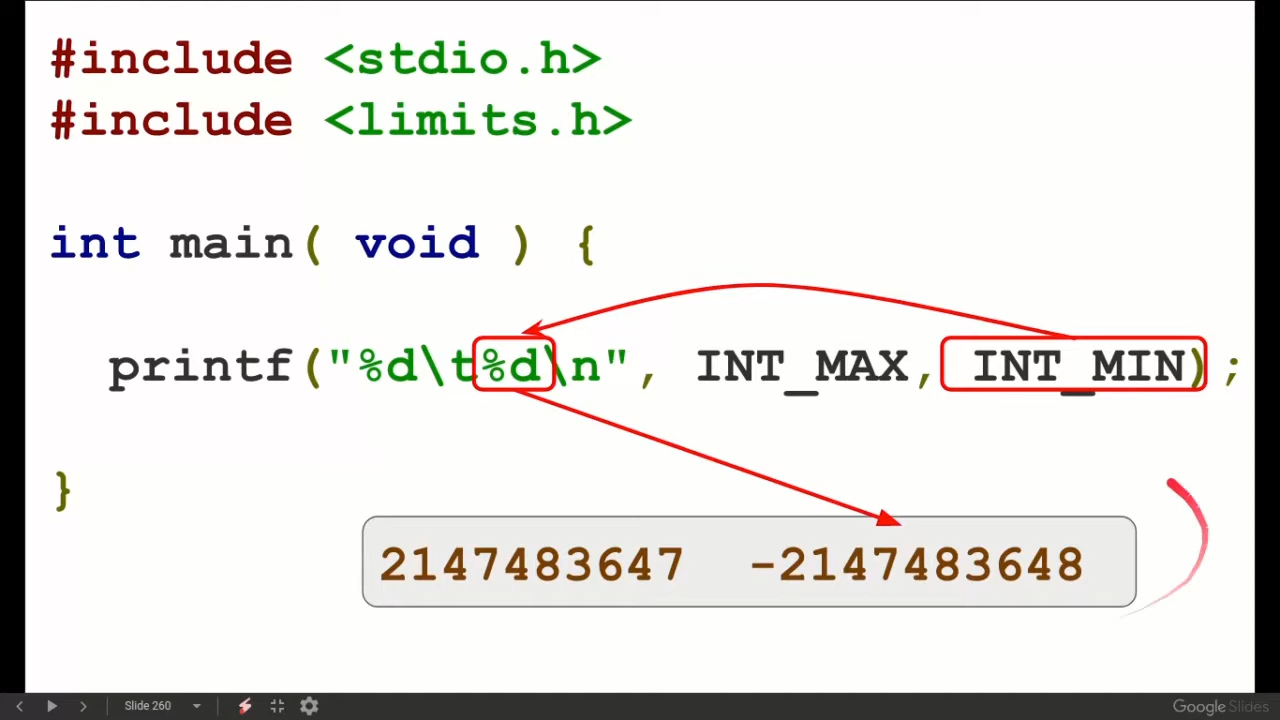 #include <stdio.h>
#include <limits.h>
int main( void ) {
printf("%d\t%d\n", INT_MAX, INT_MIN);
}
2147483647 -2147483648
Slide 260
Google Slides